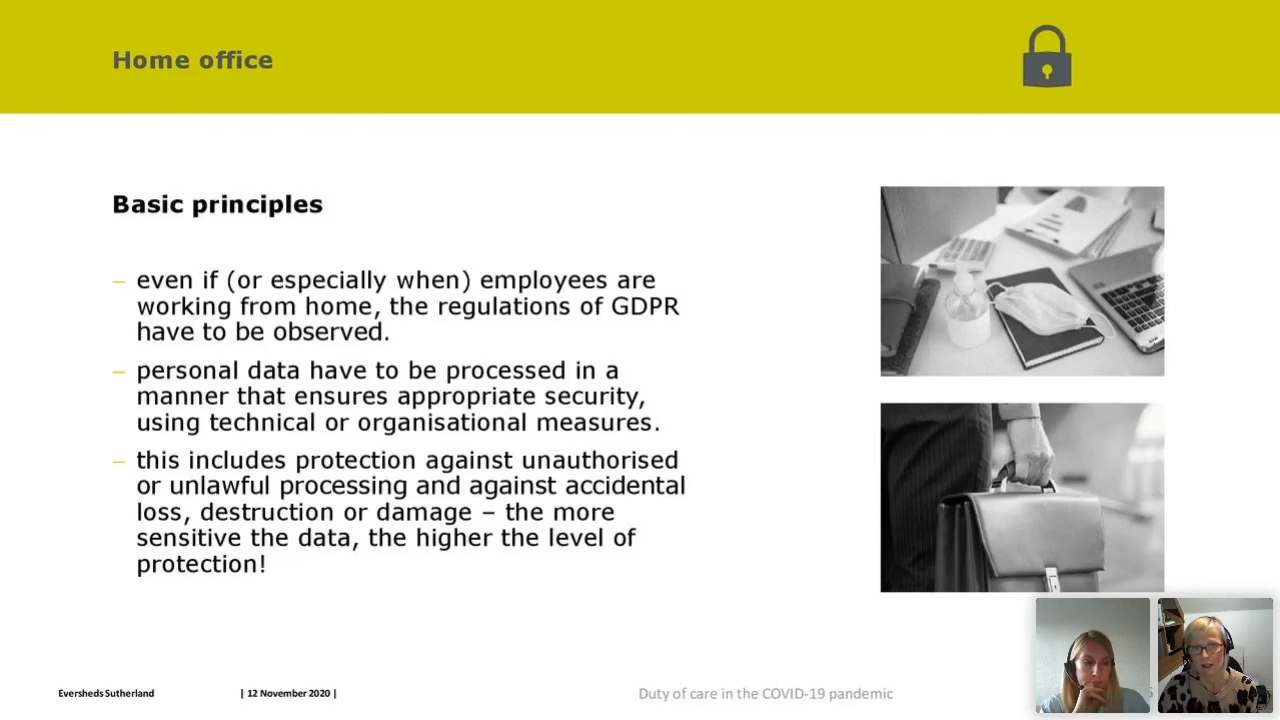 Home office
Basic principles
– even if (or especially when) employees are
working from home, the regulations of GDPR
have to be observed.
– personal data have to be processed in a
manner that ensures appropriate security,
using technical or organisational measures.
– this includes protection against unauthorised
or unlawful processing and against accidental
loss, destruction or damage – the more
sensitive the data, the higher the level of
protection!
Eversheds Sutherland | 12 November 2020 | Duty of care in the COVID-19 pandemic